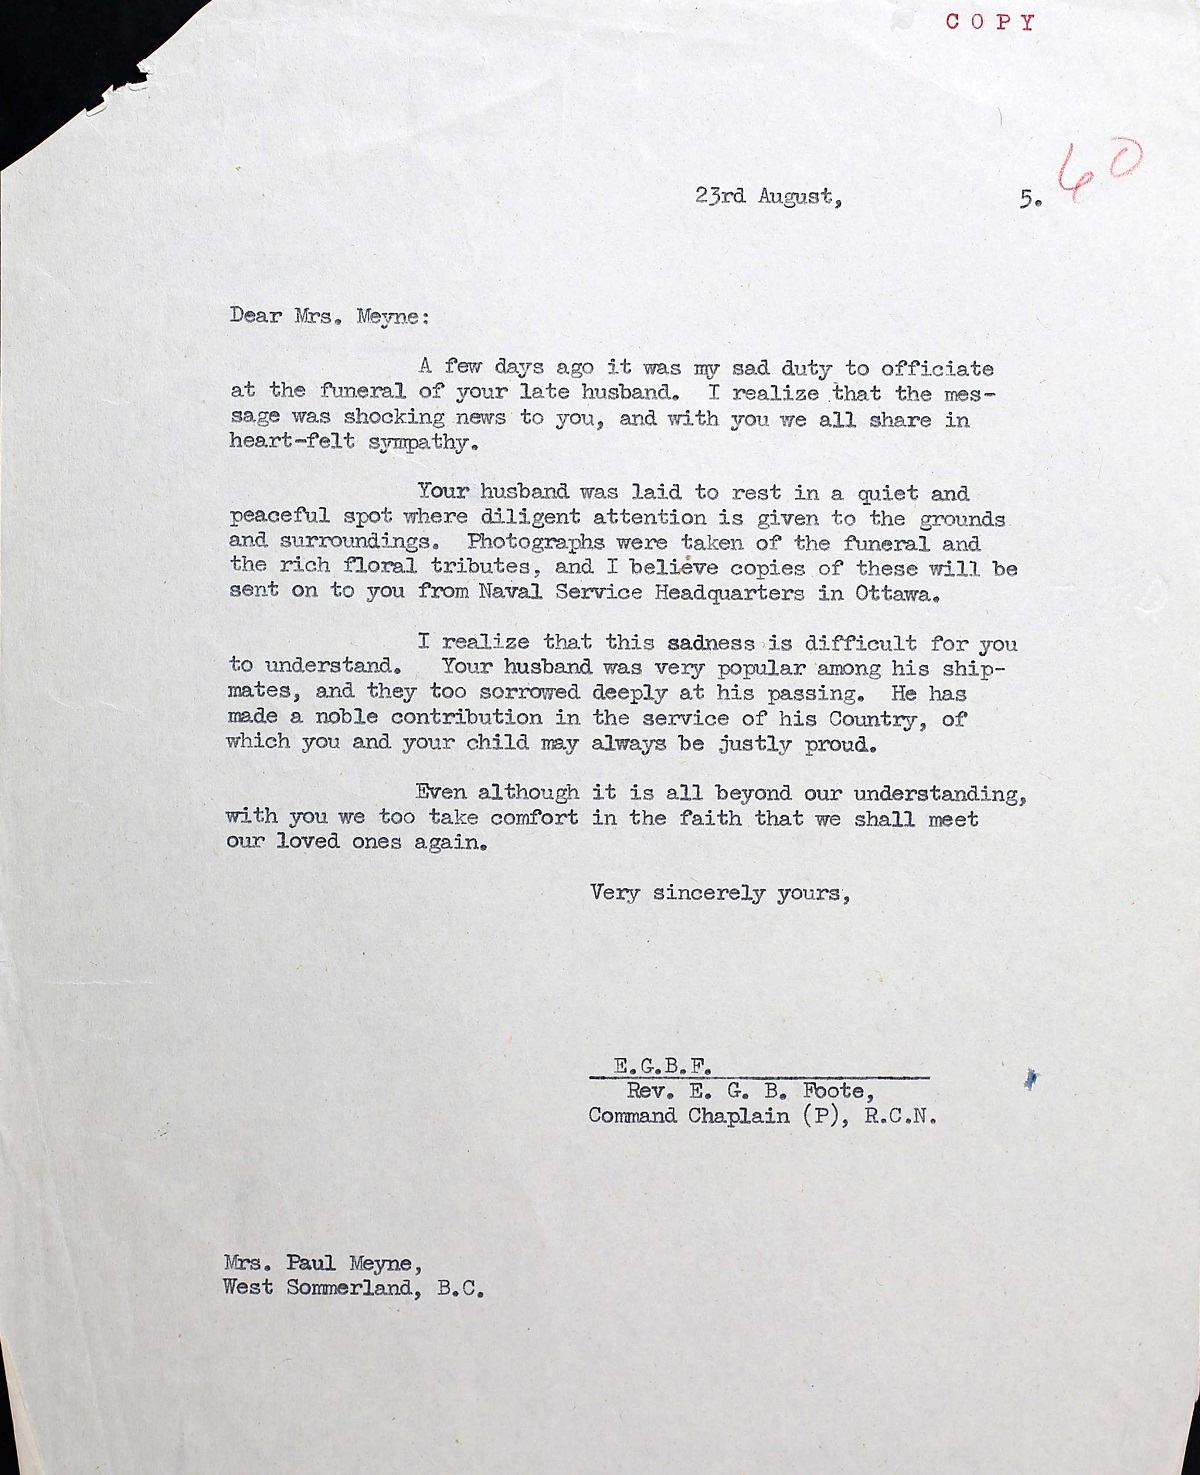 COPY
60
23rd August, 5.
Dear Mrs. Meyne:
A few days ago it was my sad duty to officiate
at the funeral of your late husband. I realize that the mes-
sage was shocking news to you, and with you we all share in
heart-felt sympathy.
Your husband was laid to rest in a quiet and
peaceful spot where diligent attention is given to the grounds
and surroundings. Photographs were taken of the funeral and
the rich floral tributes, and I believe copies of these will be
sent on to you from Naval Service Headquarters in Ottawa.
I realize that this sadness is difficult for you
to understand. Your husband was very popular among his ship-
mates, and they too sorrowed deeply at his passing. He has
made a noble contribution in the service of his Country, of
which you and your child may always be justly proud.
Even although it is all beyond our understanding,
with you we too take comfort in the faith that we shall meet
our loved ones again.
Very sincerely yours,
E.G.B.F.
Rev. E. G. B. Foote,
Command Chaplain (P), R.C.N.
Mrs. Paul Meyne,
West Sommerland, B.C.